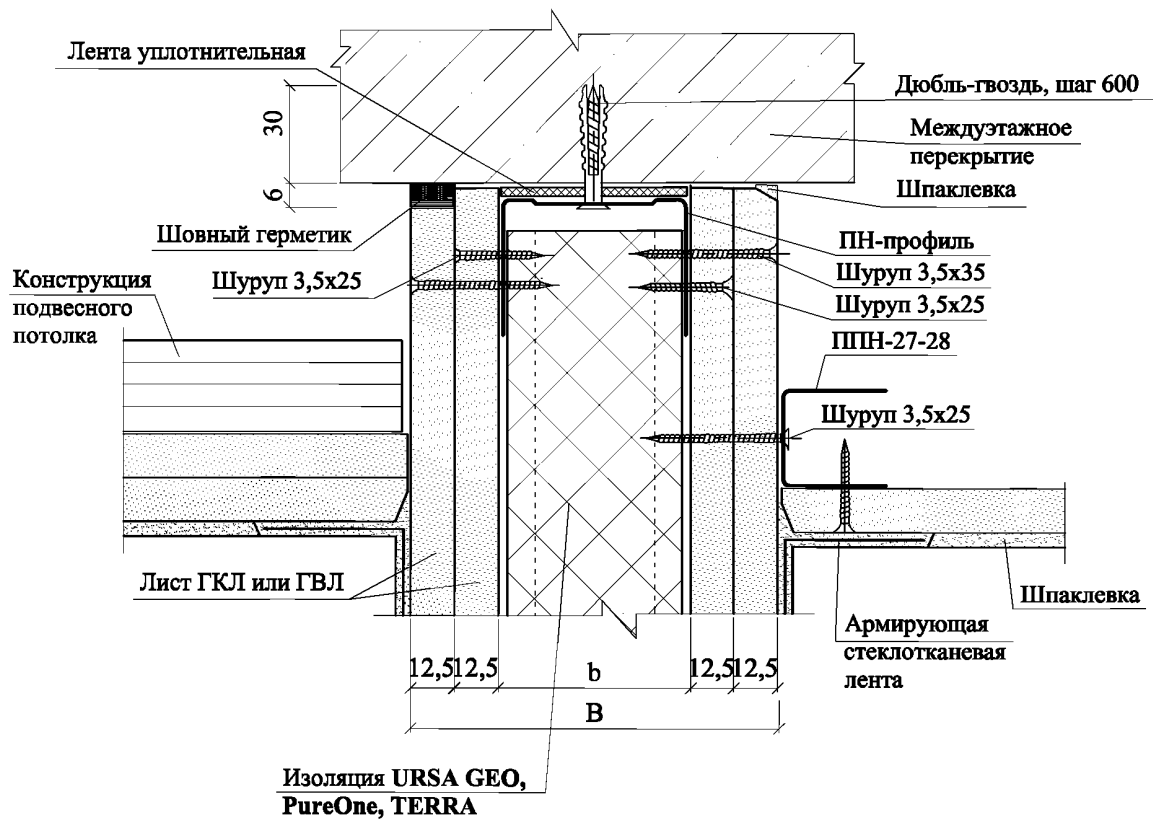 Лента уплотнительная
Дюбль-гвоздь, шаг 600
30
Междуэтажное
перекрытие
6
Шпаклевка
Шовный герметик
ПН-профиль
Шуруп 3,5х25
Шуруп 3,5х35
Конструкция
подвесного
потолка
Шуруп 3,5х25
ППН-27-28
Шуруп 3,5х25
Лист ГКЛ или ГВЛ
Шпаклевка
Армирующая
стеклотканевая
лента
12,5 12,5 b 12,5 12,5
B
Изоляция URSA GEO,
PureOne, TERRA